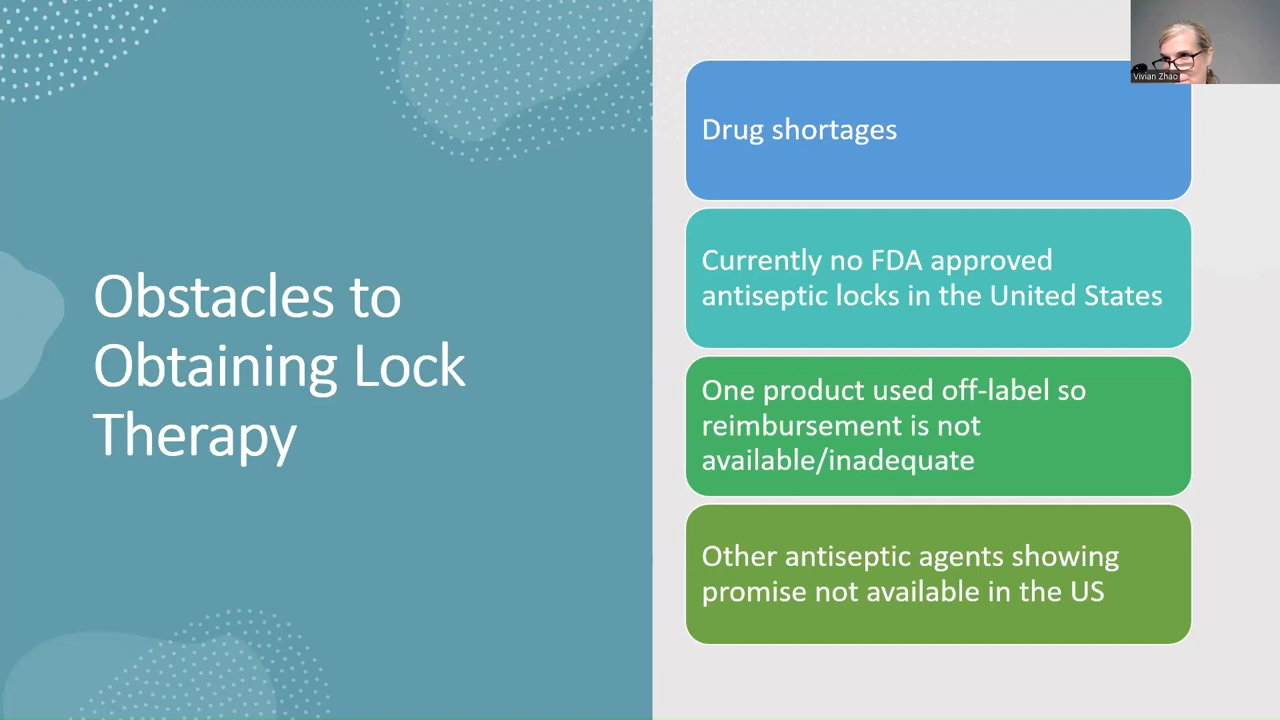 Vivian Zhao
Drug shortages
Currently no FDA approved
antiseptic locks in the United States
Obstacles to
Obtaining Lock
Therapy
One product used off-label so
reimbursement is not
available/inadequate
Other antiseptic agents showing
promise not available in the US